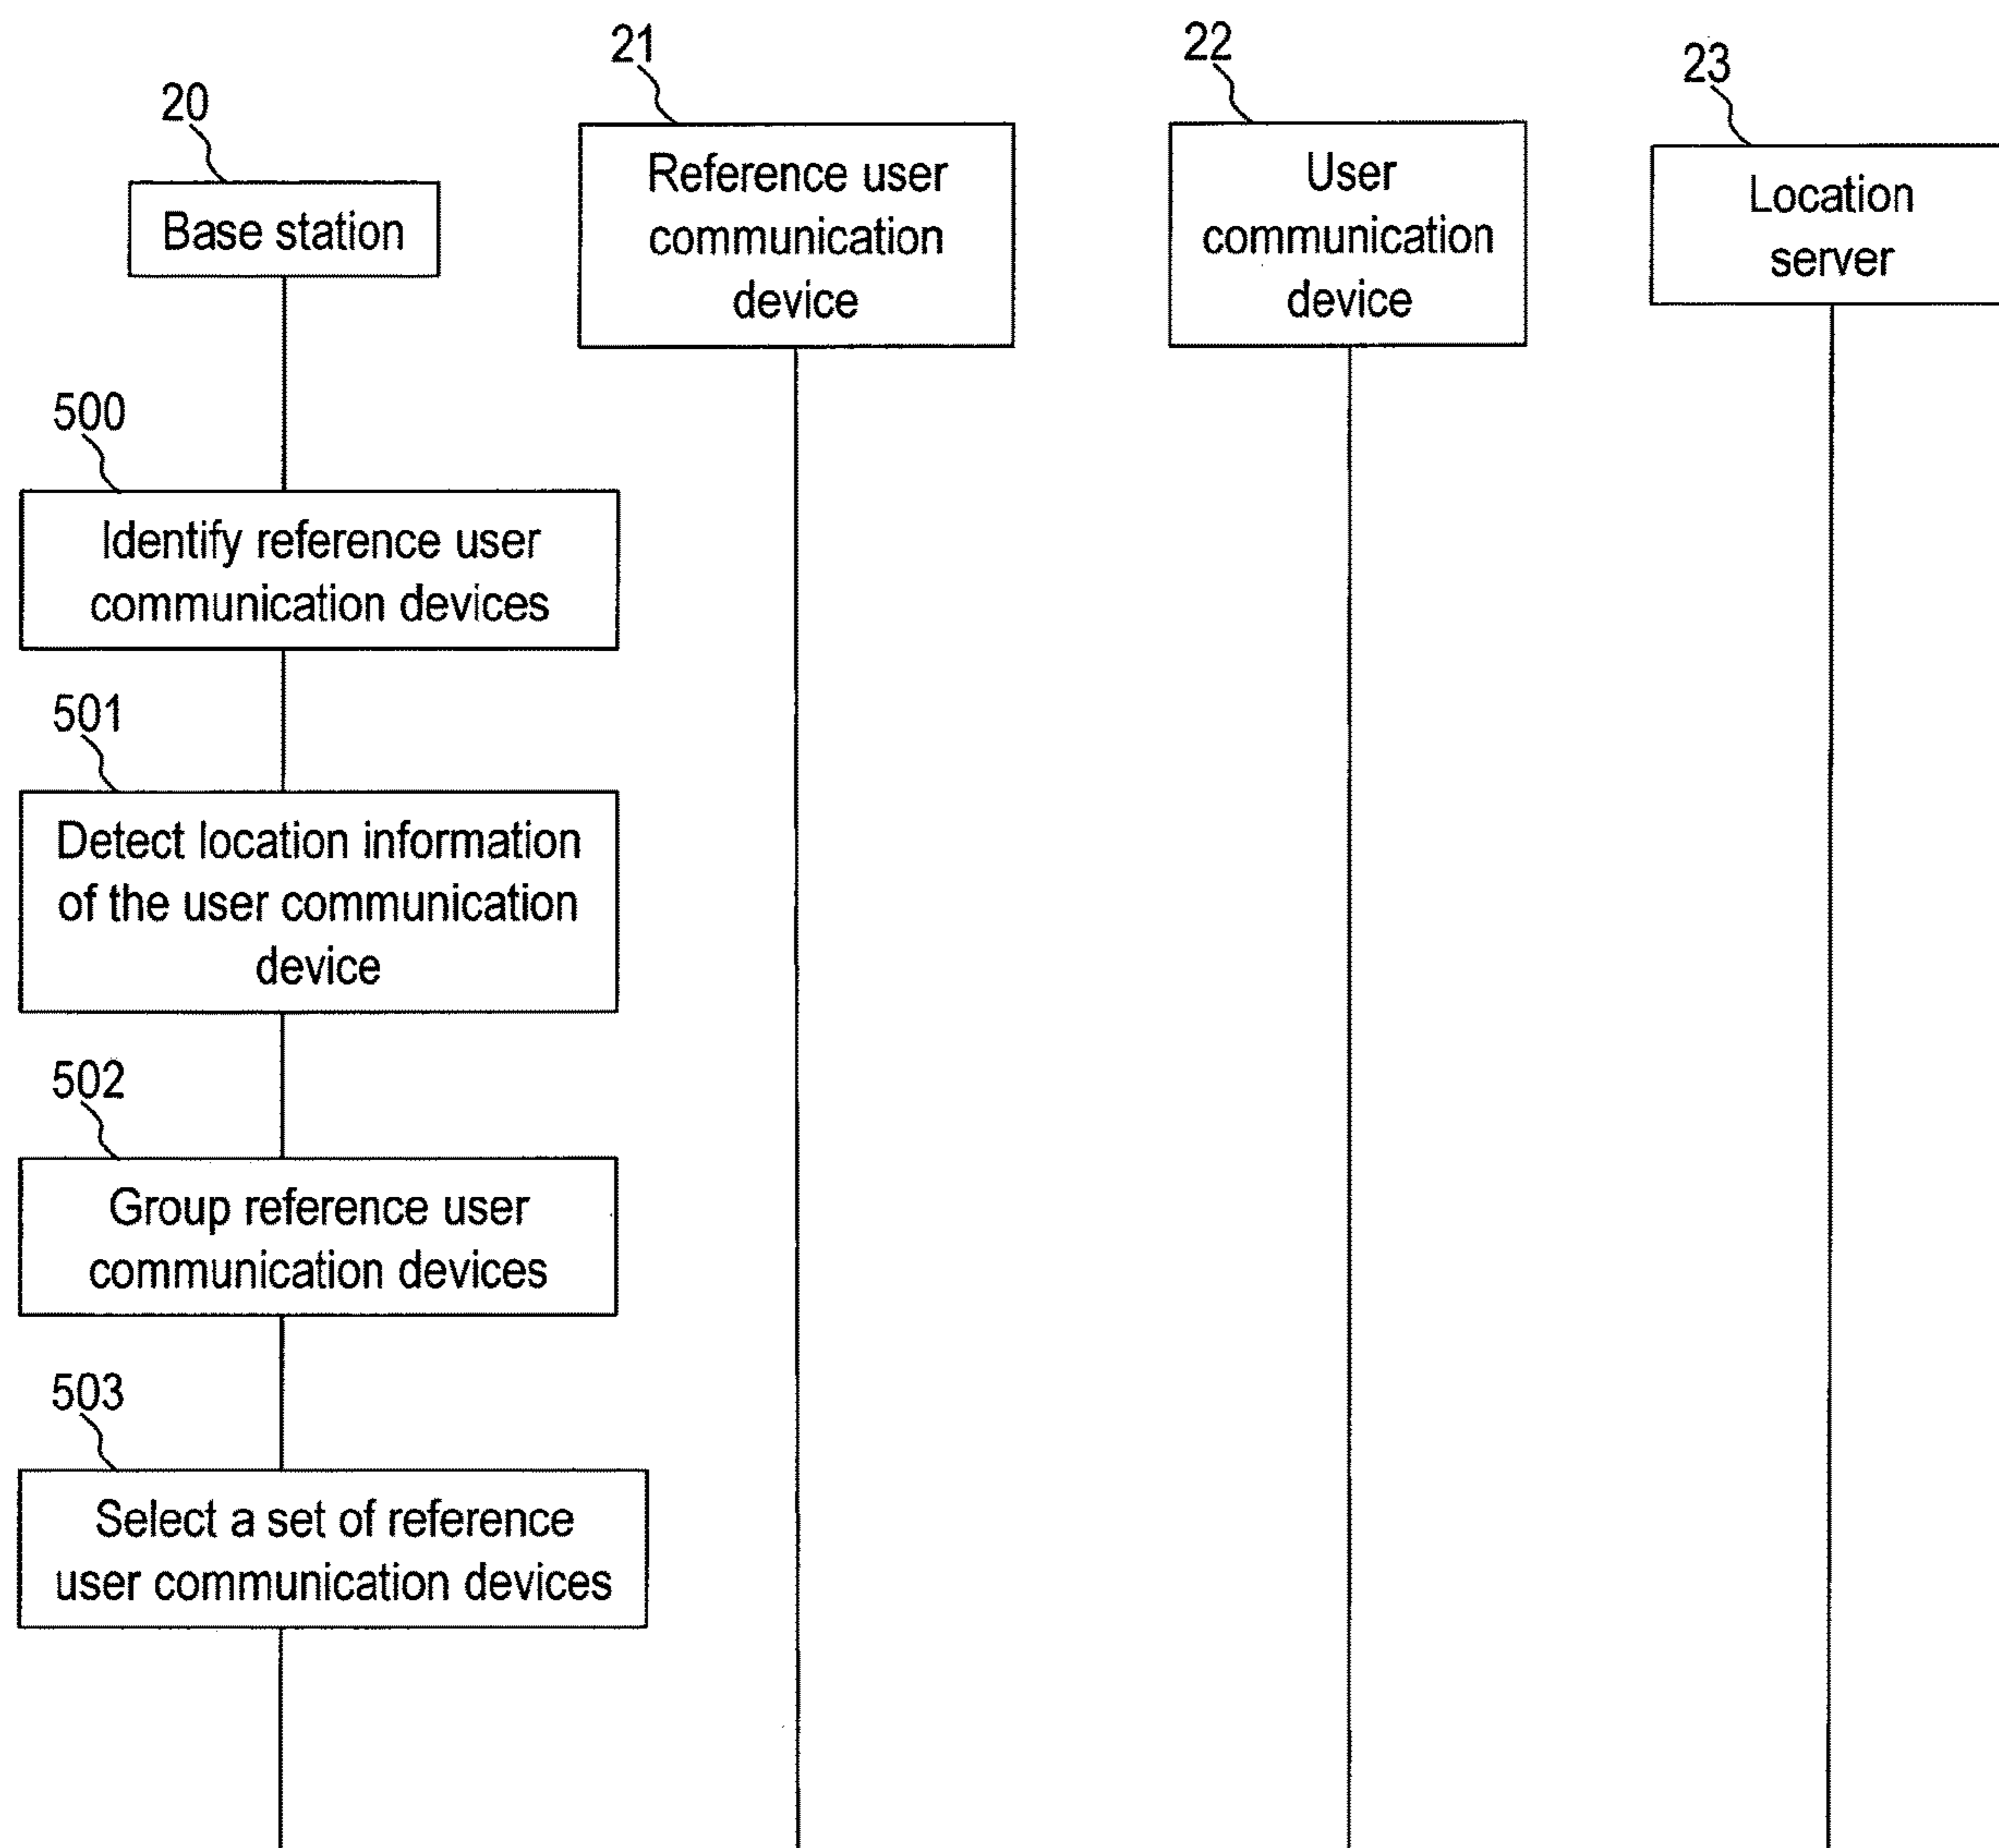 20
Base station
21
Reference user
communication
device
22
User
communication
device
23
Location
server
500
Identify reference user
communication devices
501
Detect location information
of the user communication
device
502
Group reference user
communication devices
503
Select a set of reference
user communication devices